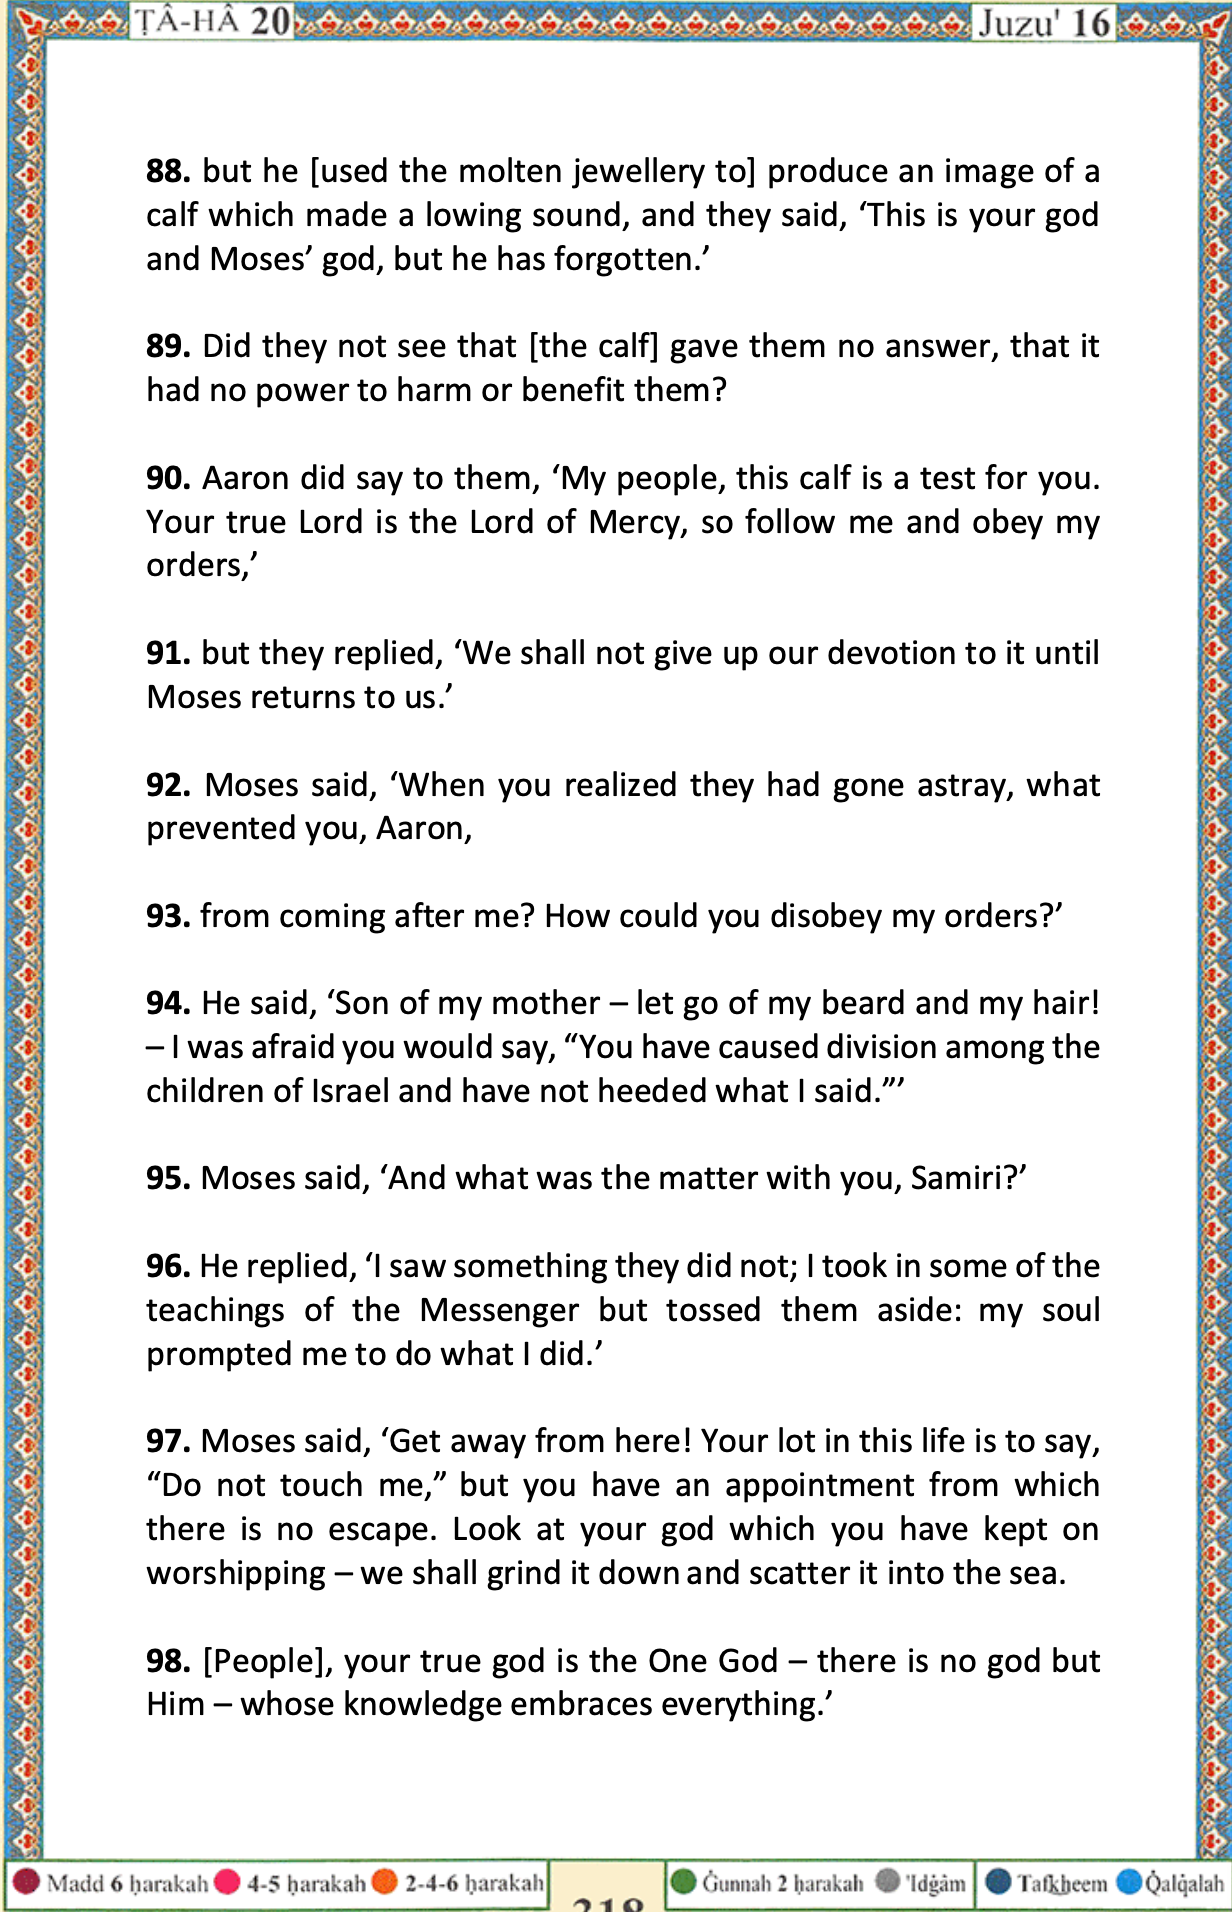 ṬÂ-HÂ 20
Juzu' 16
88. but he [used the molten jewellery to] produce an image of a
calf which made a lowing sound, and they said, ‘This is your god
and Moses’ god, but he has forgotten.’
89. Did they not see that [the calf] gave them no answer, that it
had no power to harm or benefit them?
90. Aaron did say to them, ‘My people, this calf is a test for you.
Your true Lord is the Lord of Mercy, so follow me and obey my
orders,’
91. but they replied, ‘We shall not give up our devotion to it until
Moses returns to us.’
92. Moses said, ‘When you realized they had gone astray, what
prevented you, Aaron,
93. from coming after me? How could you disobey my orders?’
94. He said, ‘Son of my mother – let go of my beard and my hair!
– I was afraid you would say, “You have caused division among the
children of Israel and have not heeded what I said.”’
95. Moses said, ‘And what was the matter with you, Samiri?’
96. He replied, ‘I saw something they did not; I took in some of the
teachings of the Messenger but tossed them aside: my soul
prompted me to do what I did.’
97. Moses said, ‘Get away from here! Your lot in this life is to say,
“Do not touch me,” but you have an appointment from which
there is no escape. Look at your god which you have kept on
worshipping – we shall grind it down and scatter it into the sea.
98. [People], your true god is the One God – there is no god but
Him – whose knowledge embraces everything.’
Madd 6 ḥarakah 4-5 ḥarakah 2-4-6 ḥarakah
318
Ġunnah 2 ḥarakah 'Idġâm
Tafkheem Q̇alq̇alah